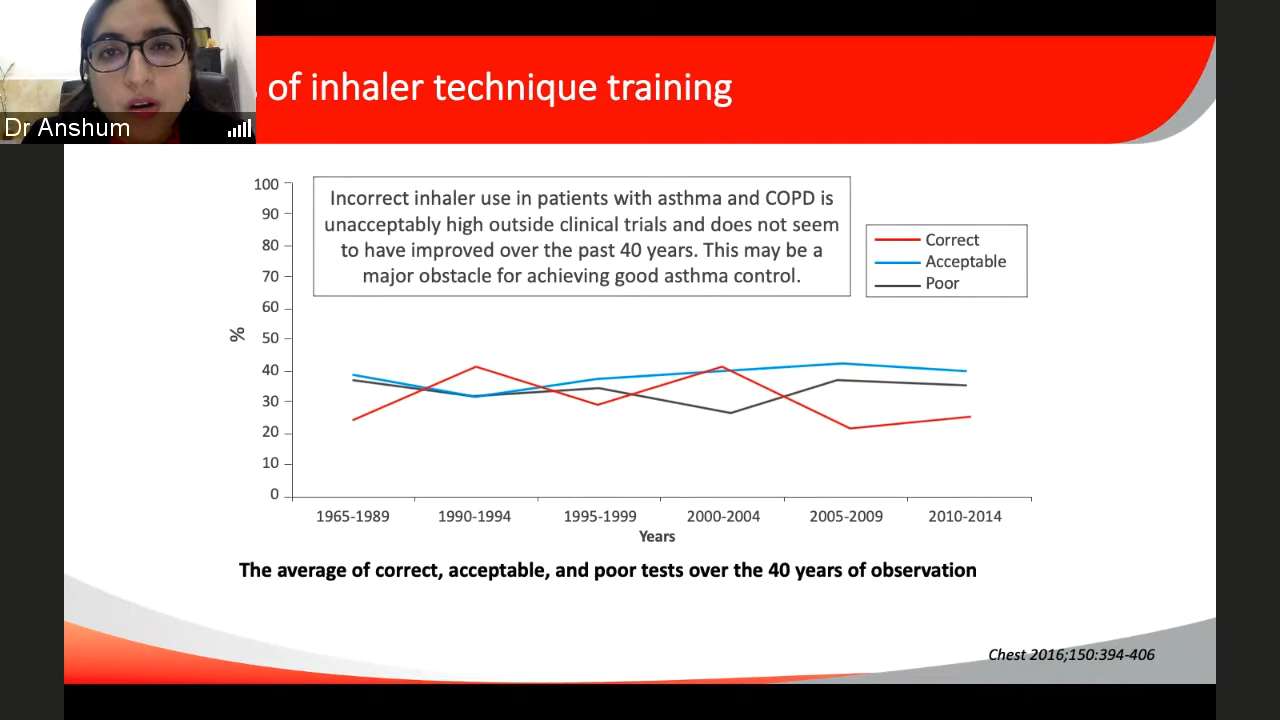 of inhaler technique training
Dr Anshum
Incorrect inhaler use in patients with asthma and COPD is
unacceptably high outside clinical trials and does not seem
to have improved over the past 40 years. This may be a
major obstacle for achieving good asthma control.
Correct
Acceptable
Poor
100
90
80
70
60
50
40
30
20
10
0
%
1965-1989 1990-1994 1995-1999 2000-2004 2005-2009 2010-2014
Years
The average of correct, acceptable, and poor tests over the 40 years of observation
Chest 2016;150:394-406